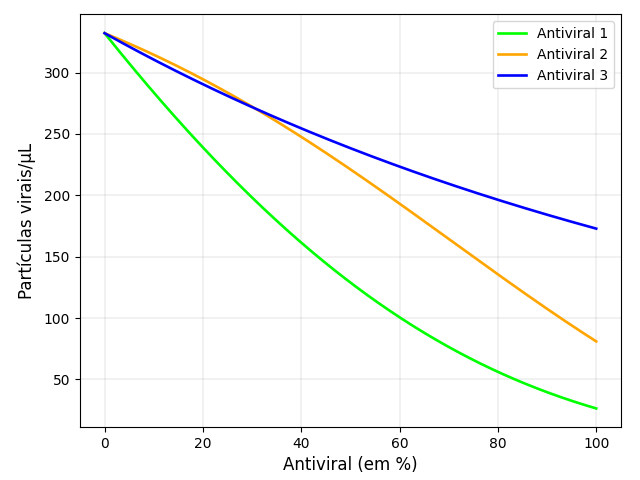 Antiviral 1
Antiviral 2
Antiviral 3
300
250
200
150
100
50
Partículas virais/μL
0 20 40 60 80 100
Antiviral (em %)